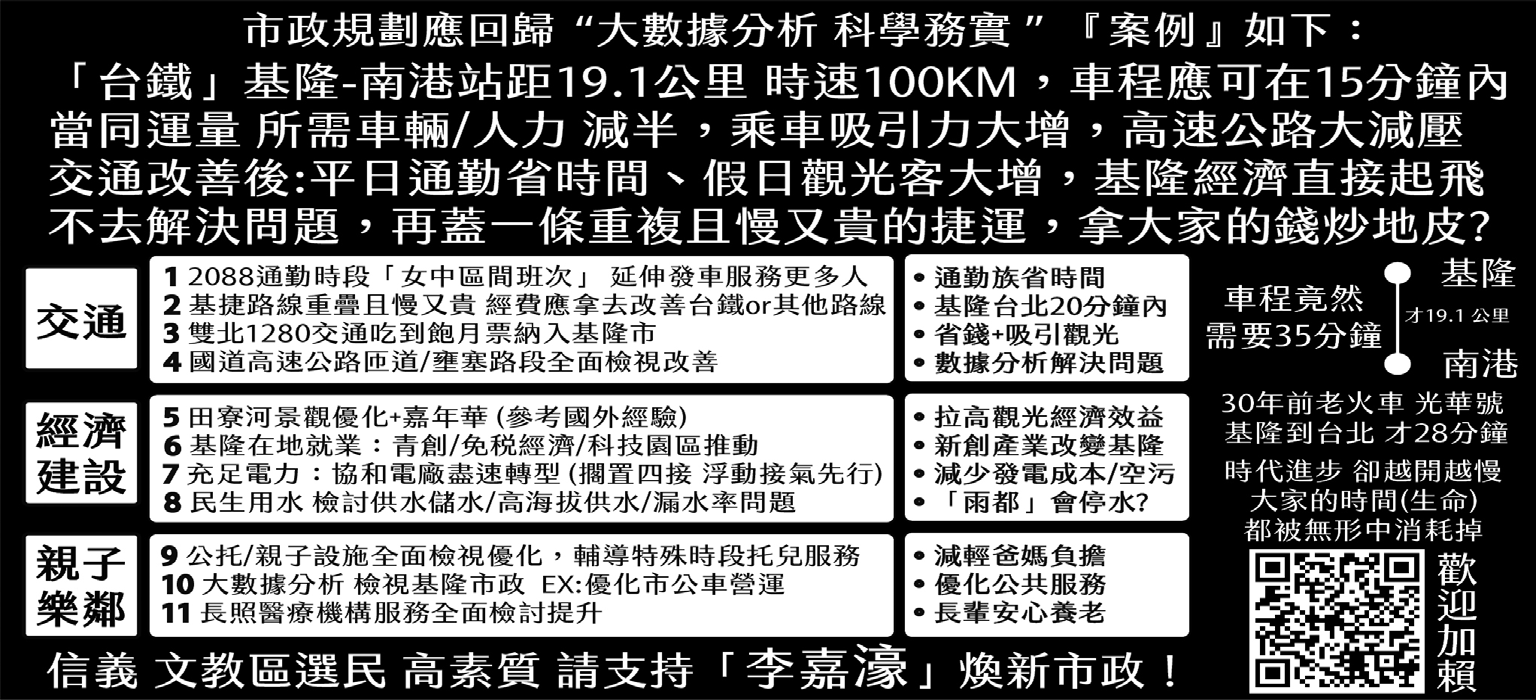 市政規劃應回歸 “大數據分析 科學務實 ” 『案例』如下：
「台鐵」基隆-南港站距19.1公里 時速100KM，車程應可在15分鐘內
當同運量 所需車輛/人力 減半，乘車吸引力大增，高速公路大減壓
交通改善後:平日通勤省時間、假日觀光客大增，基隆經濟直接起飛
不去解決問題，再蓋一條重複且慢又貴的捷運，拿大家的錢炒地皮?
交通
1 2088通勤時段「女中區間班次」 延伸發車服務更多人
2 基捷路線重疊且慢又貴 經費應拿去改善台鐵or其他路線
3 雙北1280交通吃到飽月票納入基隆市
4 國道高速公路匝道/壅塞路段全面檢視改善
• 通勤族省時間
• 基隆台北20分鐘內
• 省錢+吸引觀光
• 數據分析解決問題
經濟
建設
5 田寮河景觀優化+嘉年華 (參考國外經驗)
6 基隆在地就業：青創/免税經濟/科技園區推動
7 充足電力：協和電廠盡速轉型 (擱置四接 浮動接氣先行)
8 民生用水 檢討供水儲水/高海拔供水/漏水率問題
• 拉高觀光經濟效益
• 新創產業改變基隆
• 減少發電成本/空污
• 「雨都」會停水?
親子
樂鄰
9 公托/親子設施全面檢視優化，輔導特殊時段托兒服務
10 大數據分析 檢視基隆市政 EX:優化市公車營運
11 長照醫療機構服務全面檢討提升
• 減輕爸媽負擔
• 優化公共服務
• 長輩安心養老
車程竟然
需要35分鐘
基隆
才19.1 公里
南港
30年前老火車 光華號
基隆到台北 才28分鐘
時代進步 卻越開越慢
大家的時間(生命)
都被無形中消耗掉
歡迎加賴
信義 文教區選民 高素質 請支持「李嘉濠」煥新市政！